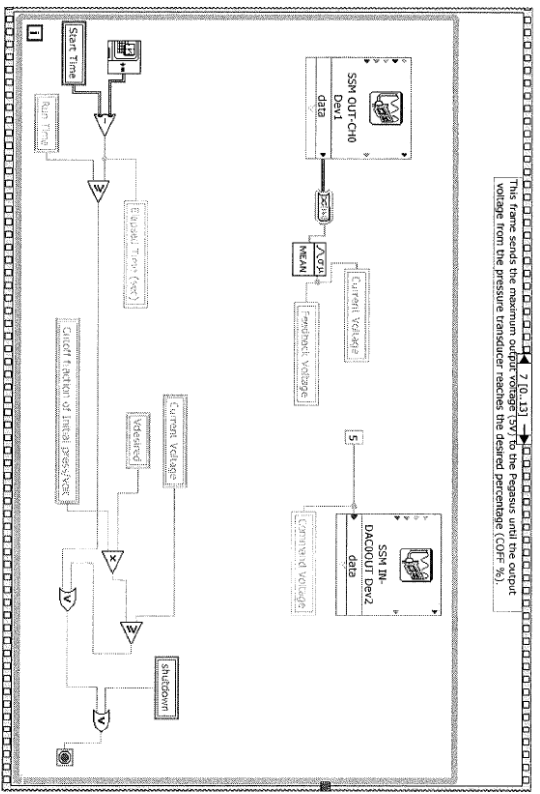 This frame sends the maximum output voltage (5V) to the Pegasus until the output
voltage from the pressure transducer reaches the desired percentage (COFF %).
7 [0..13]
SSM OUT-CH0
Dev1
data
MEAN
Current Voltage
Feedback Voltage
5
SSM IN-
DAC0OUT Dev2
data
Command Voltage
Start Time
Run Time
Elapsed Time (sec)
Cutoff fraction of Initial press/volt
Vdesired
Current Voltage
shutdown
i